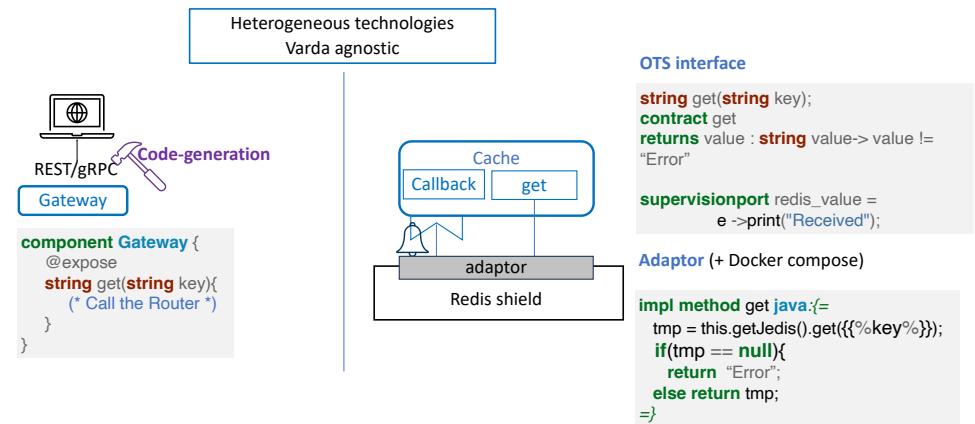 Heterogeneous technologies
Varda agnostic
REST/gRPC
Code-generation
Gateway
component Gateway {
@expose
string get(string key){
(* Call the Router *)
}
}
Cache
Callback
get
adaptor
Redis shield
OTS interface
string get(string key);
contract get
returns value : string value-> value !=
“Error”
supervisionport redis_value =
e ->print("Received");
Adaptor (+ Docker compose)
impl method get java:{=
tmp = this.getJedis().get({{%key%}});
if(tmp == null){
return “Error”;
else return tmp;
=}